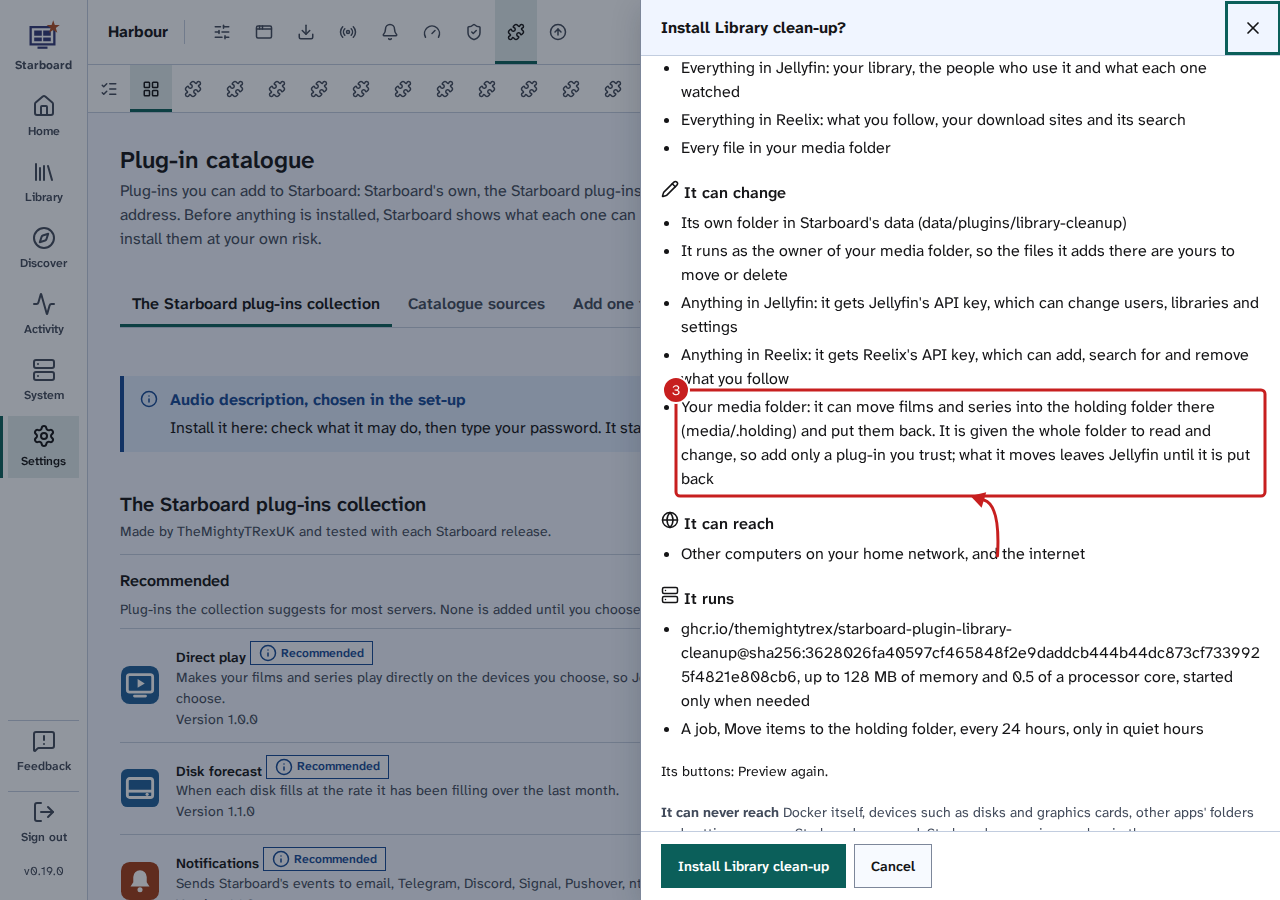 Starboard
Home
Library
Discover
Activity
System
Settings
Feedback
Sign out
v0.19.0
Harbour
Plug-in catalogue
Plug-ins you can add to Starboard: Starboard's own, the Starboard plug-ins
address. Before anything is installed, Starboard shows what each one can
install them at your own risk.
The Starboard plug-ins collection
Catalogue sources
Add one
Audio description, chosen in the set-up
Install it here: check what it may do, then type your password. It sta
The Starboard plug-ins collection
Made by TheMightyTRexUK and tested with each Starboard release.
Recommended
Plug-ins the collection suggests for most servers. None is added until you choose
Direct play Recommended
Makes your films and series play directly on the devices you choose, so J
choose.
Version 1.0.0
Disk forecast Recommended
When each disk fills at the rate it has been filling over the last month.
Version 1.1.0
Notifications Recommended
Sends Starboard's events to email, Telegram, Discord, Signal, Pushover, nt
Install Library clean-up?
Everything in Jellyfin: your library, the people who use it and what each one
watched
Everything in Reelix: what you follow, your download sites and its search
Every file in your media folder
It can change
Its own folder in Starboard's data (data/plugins/library-cleanup)
It runs as the owner of your media folder, so the files it adds there are yours to
move or delete
Anything in Jellyfin: it gets Jellyfin's API key, which can change users, libraries and
settings
Anything in Reelix: it gets Reelix's API key, which can add, search for and remove
what you follow
3
Your media folder: it can move films and series into the holding folder there
(media/.holding) and put them back. It is given the whole folder to read and
change, so add only a plug-in you trust; what it moves leaves Jellyfin until it is put
back
It can reach
Other computers on your home network, and the internet
It runs
ghcr.io/themightytrex/starboard-plugin-library-
cleanup@sha256:3628026fa40597cf465848f2e9daddcb444b44dc873cf733992
5f4821e808cb6, up to 128 MB of memory and 0.5 of a processor core, started
only when needed
A job, Move items to the holding folder, every 24 hours, only in quiet hours
Its buttons: Preview again.
It can never reach Docker itself, devices such as disks and graphics cards, other apps' folders
Install Library clean-up
Cancel